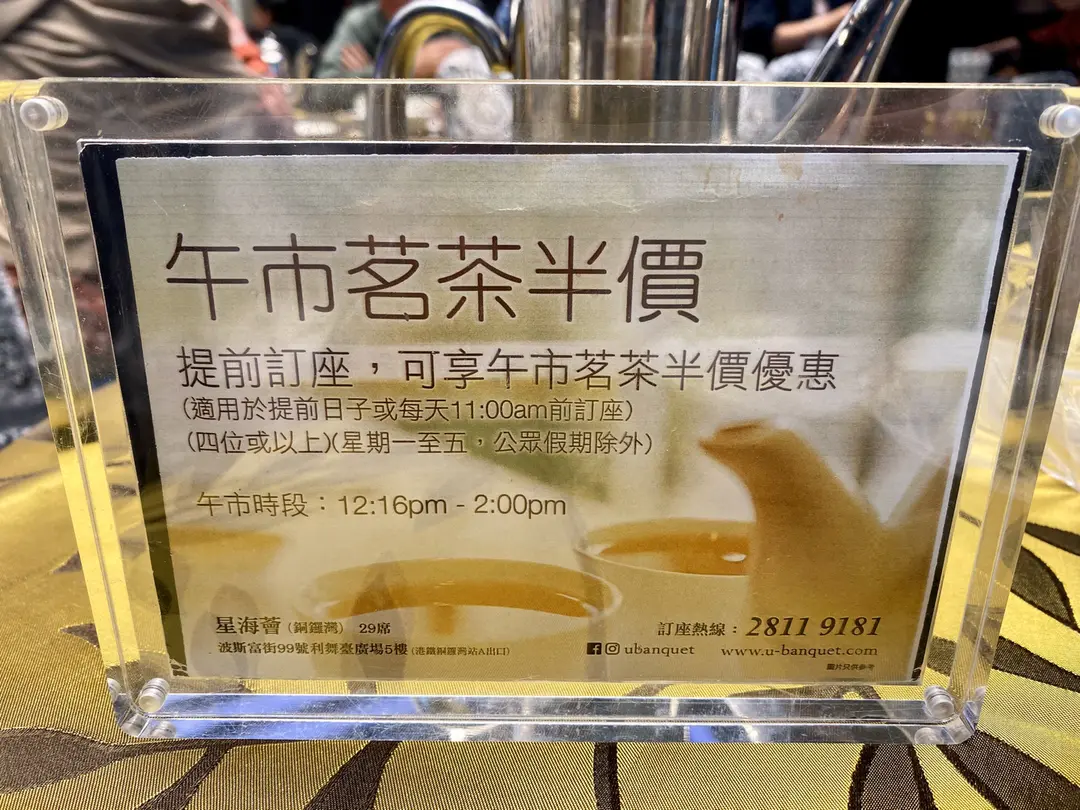 午市茗茶半價
提前訂座，可享午市茗茶半價優惠
(適用於提前日子或每天11:00am前訂座)
(四位或以上)(星期一至五，公眾假期除外)
午市時段：12:16pm - 2:00pm
星海薈 (銅鑼灣) 29席
波斯富街99號利舞臺廣場5樓 (港鐵銅鑼灣站A出口)
訂座熱線：2811 9181
ubanquet www.u-banquet.com
圖片只供參考